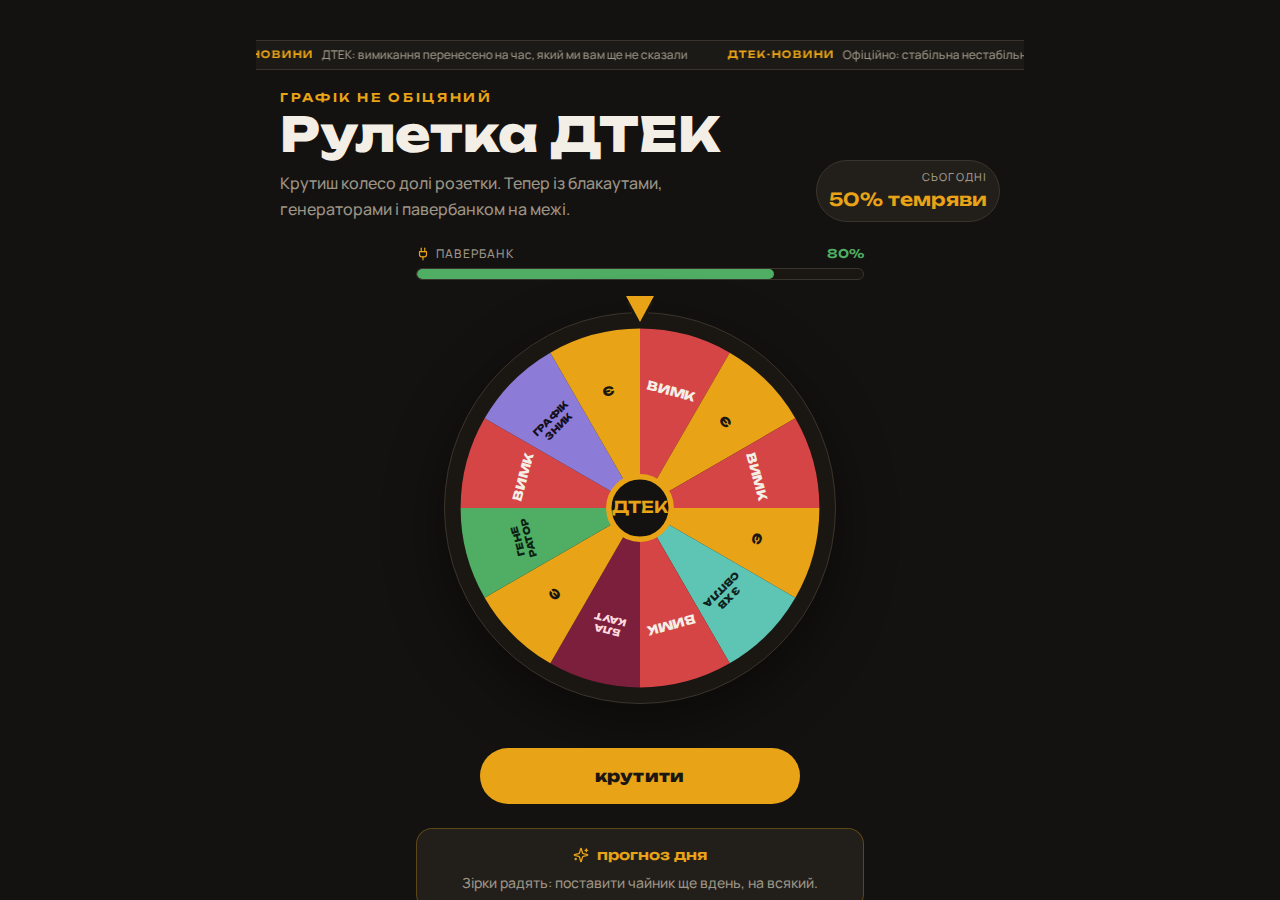 НОВИНИ ДТЕК: вимикання перенесено на час, який ми вам ще не сказали ДТЕК-НОВИНИ Офіційно: стабільна нестабільн
ГРАФІК НЕ ОБІЦЯНИЙ
Рулетка ДТЕК
Крутиш колесо долі розетки. Тепер із блакаутами,
генераторами і павербанком на межі.
СЬОГОДНІ
50% темряви
ПАВЕРБАНК 80%
Є
ВИМК
Є
ВИМК
Є
3 ХВ
СВІТЛА
ВИМК
БЛА
КАУТ
Є
ГЕНЕ
РАТОР
ВИМК
ГРАФІК
ЗНИК
ДТЕК
крутити
прогноз дня
Зірки радять: поставити чайник ще вдень, на всякий.